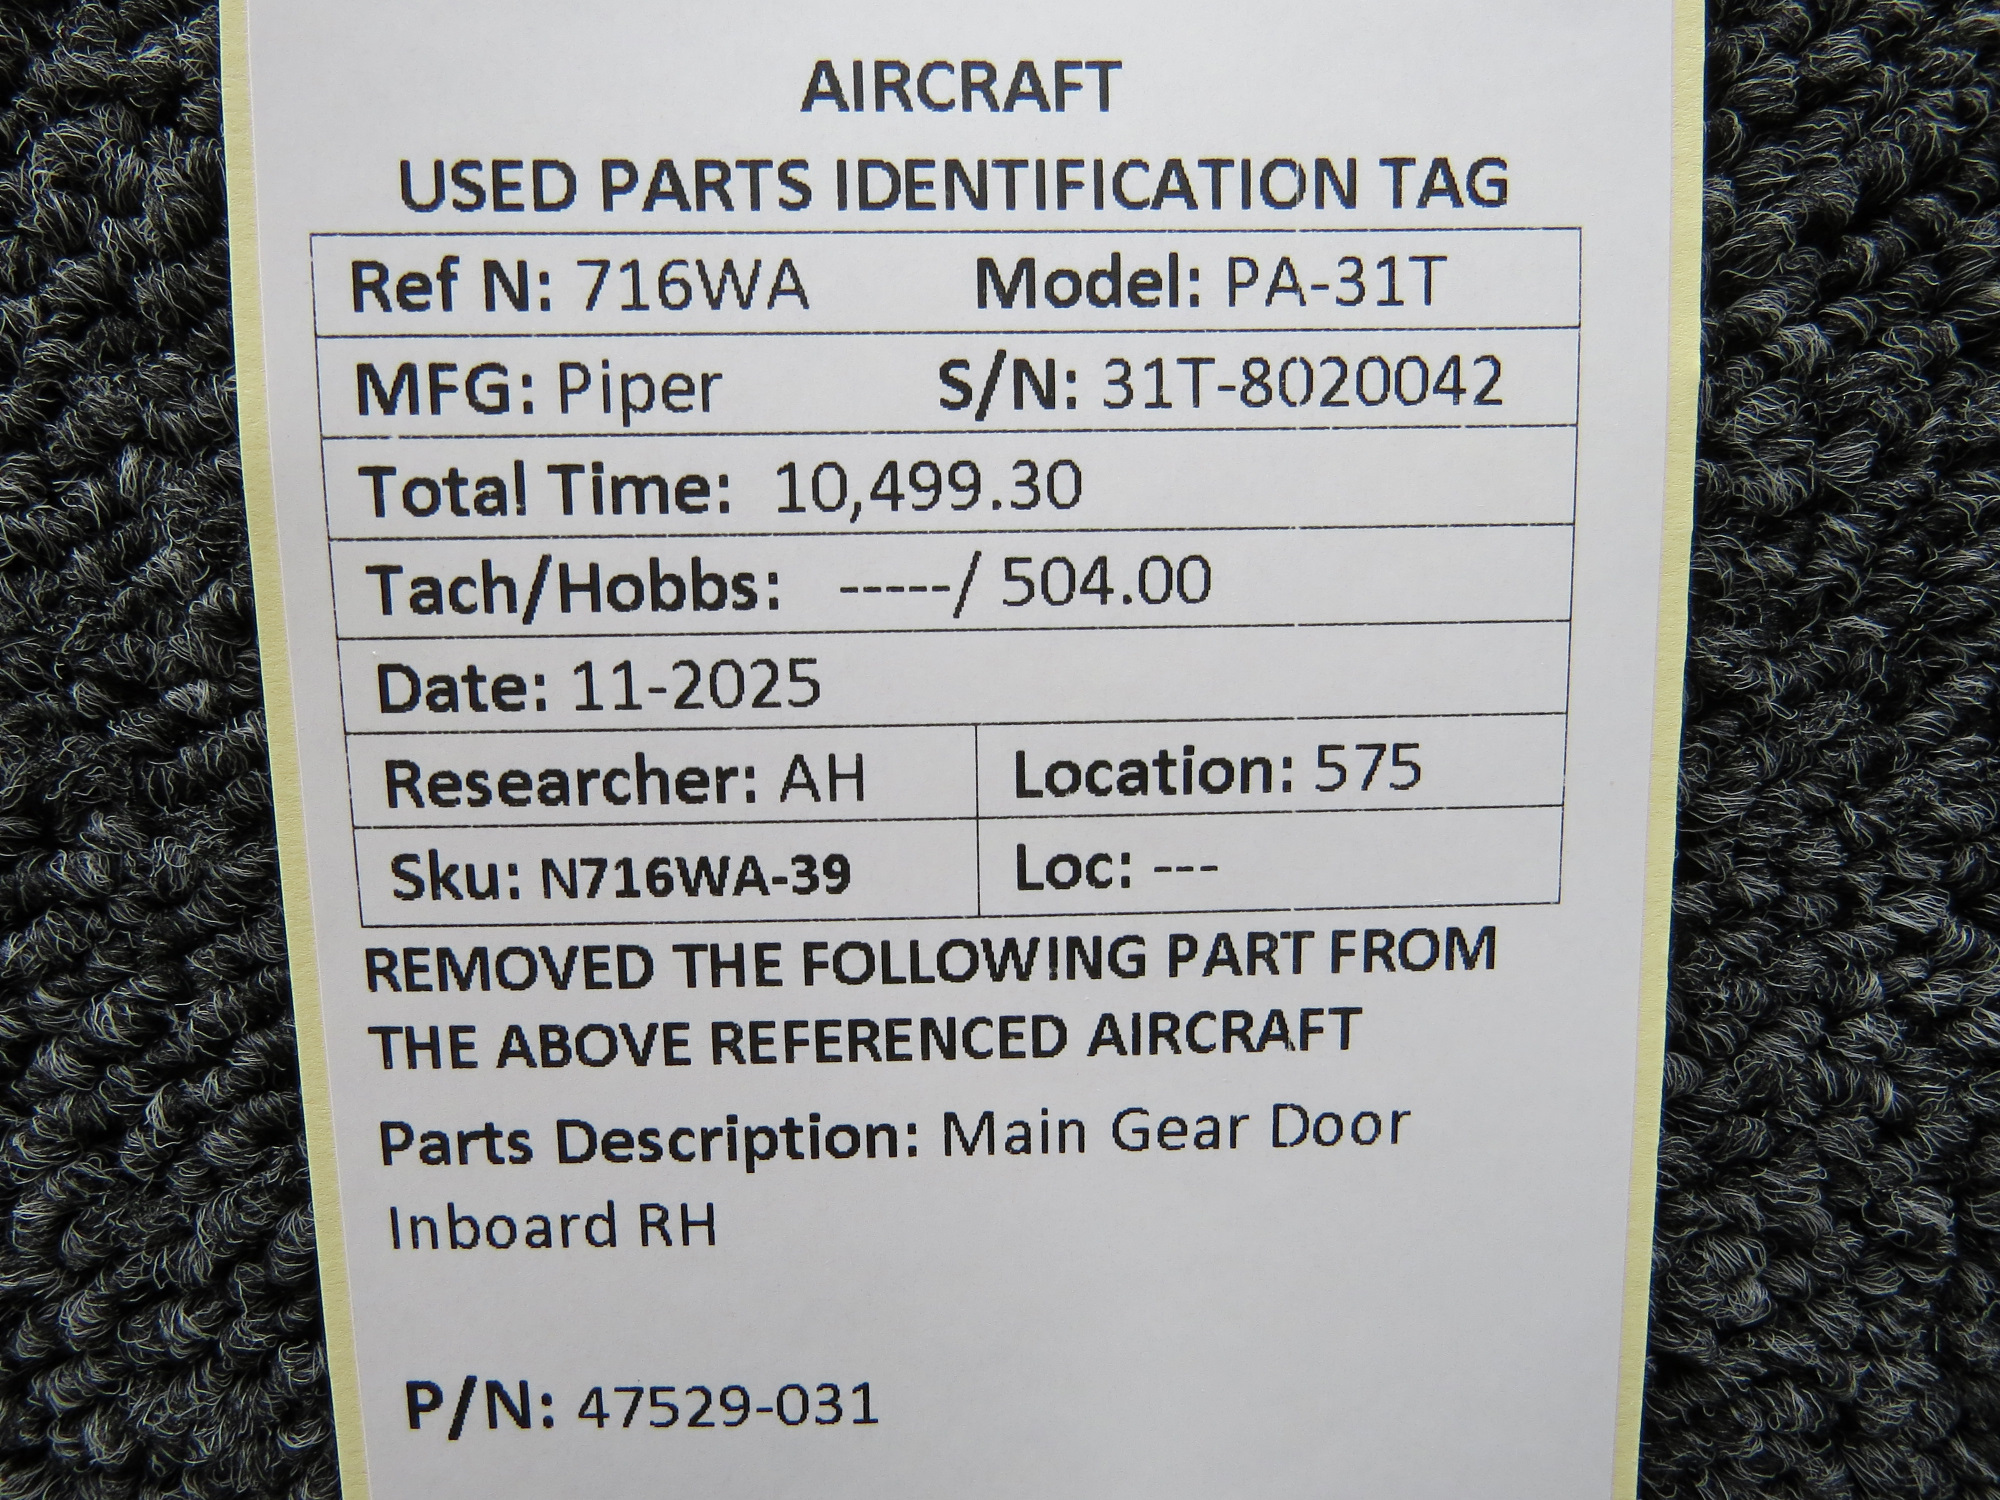 AIRCRAFT
USED PARTS IDENTIFICATION TAG
Ref N: 716WA Model: PA-31T
MFG: Piper S/N: 31T-8020042
Total Time: 10,499.30
Tach/Hobbs: -----/ 504.00
Date: 11-2025
Researcher: AH Location: 575
Sku: N716WA-39 Loc: ---
REMOVED THE FOLLOWING PART FROM
THE ABOVE REFERENCED AIRCRAFT
Parts Description: Main Gear Door
Inboard RH
P/N: 47529-031